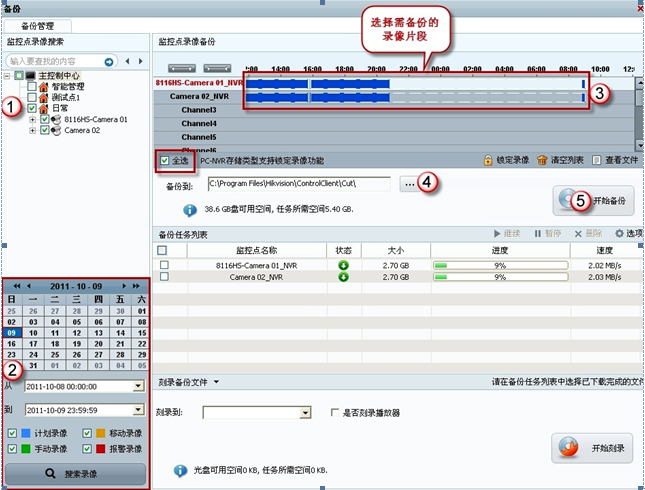 备份
备份管理
监控点录像搜索
输入要查找的内容
主控制中心
智能管理
测试点1
① 日常
8116HS-Camera 01
Camera 02
2011 - 10 - 09
日 一 二 三 四 五 六
25 26 27 28 29 30 01
02 03 04 05 06 07 08
09 10 11 12 13 14 15
16 17 18 19 20 21 22
23 24 25 26 27 28 29
31 01 02 03 04 05
②
从 2011-10-08 00:00:00
到 2011-10-09 23:59:59
计划录像 移动录像
手动录像 报警录像
搜索录像
选择需备份的
录像片段
监控点录像备份
14:00 16:00 18:00 20:00 22:00 00:00 02:00 04:00 06:00 08:00 10:00 12:
8116HS-Camera 01_NVR
Camera 02_NVR
③
Channel3
Channel4
Channel5
Channel6
全选 PC-NVR存储类型支持锁定录像功能 锁定录像 清空列表 查看文件
备份到: C:\Program Files\Hikvision\ControlClient\Cut\ ... ④
38.6 GB盘可用空间, 任务所需空间5.40 GB.
⑤ 开始备份
备份任务列表 继续 暂停 删除 选项
监控点名称 状态 大小 进度 速度
8116HS-Camera 01_NVR 2.70 GB 9% 2.02 MB/s
Camera 02_NVR 2.70 GB 9% 2.03 MB/s
刻录备份文件 请在备份任务列表中选择已下载完成的文件
刻录到: 是否刻录播放器
开始刻录
光盘可用空间0 KB, 任务所需空间0 KB.